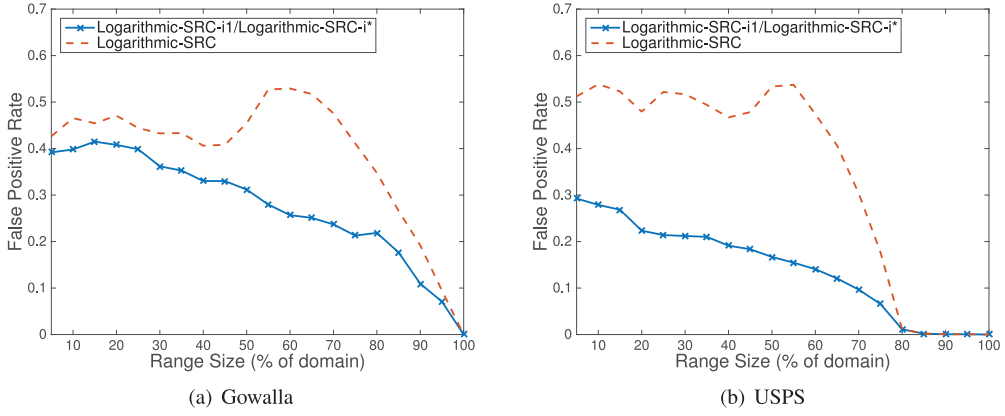 0.7
0.6
0.5
0.4
0.3
0.2
0.1
0
False Positive Rate
Logarithmic-SRC-i1/Logarithmic-SRC-i*
Logarithmic-SRC
10 20 30 40 50 60 70 80 90 100
Range Size (% of domain)
(a) Gowalla
0.7
0.6
0.5
0.4
0.3
0.2
0.1
0
False Positive Rate
Logarithmic-SRC-i1/Logarithmic-SRC-i*
Logarithmic-SRC
10 20 30 40 50 60 70 80 90 100
Range Size (% of domain)
(b) USPS